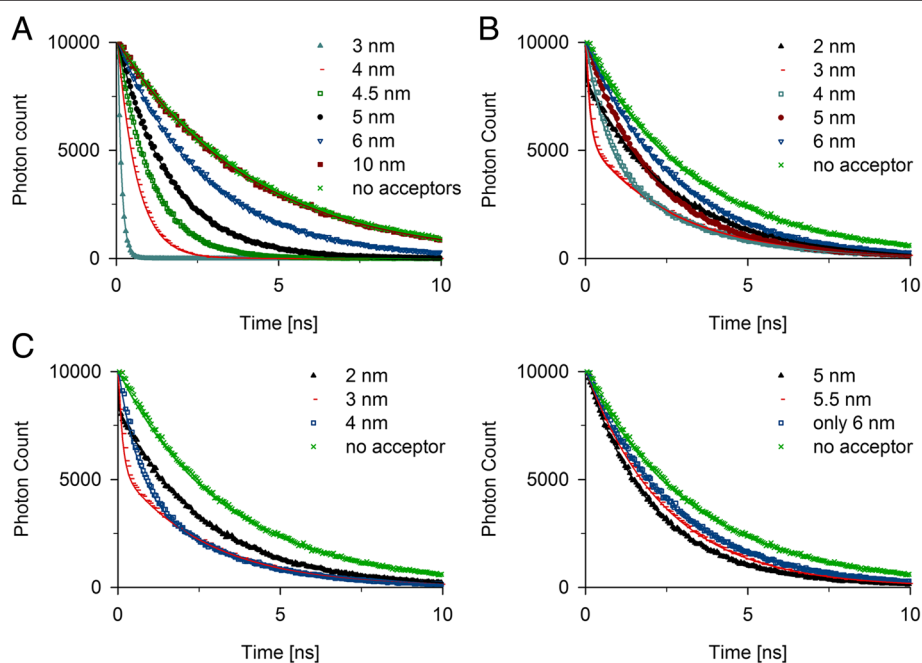 A
10000
5000
0
Photon count
0
5
10
Time [ns]
3 nm
4 nm
4.5 nm
5 nm
6 nm
10 nm
no acceptors
B
10000
5000
0
Photon Count
0
5
10
Time [ns]
2 nm
3 nm
4 nm
5 nm
6 nm
no acceptor
C
10000
5000
0
Photon Count
0
5
10
Time [ns]
2 nm
3 nm
4 nm
no acceptor
10000
5000
0
Photon Count
0
5
10
Time [ns]
5 nm
5.5 nm
only 6 nm
no acceptor